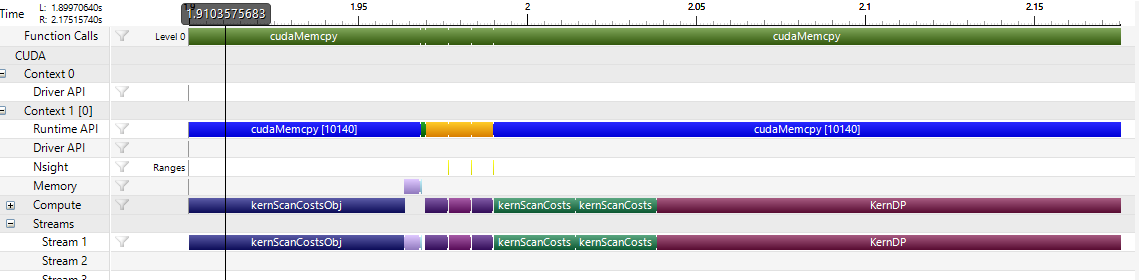 Time L: 1.89970640s R: 2.17515740s 1.9 1.9103575683 1.95 2 2.05 2.1 2.15
Function Calls Level 0 cudaMemcpy cudaMemcpy
CUDA
Context 0
Driver API
Context 1 [0]
Runtime API cudaMemcpy [10140] cudaMemcpy [10140]
Driver API
Nsight Ranges
Memory
Compute kernScanCostsObj kernScanCosts kernScanCosts KernDP
Streams
Stream 1 kernScanCostsObj kernScanCosts kernScanCosts KernDP
Stream 2
Stream 3